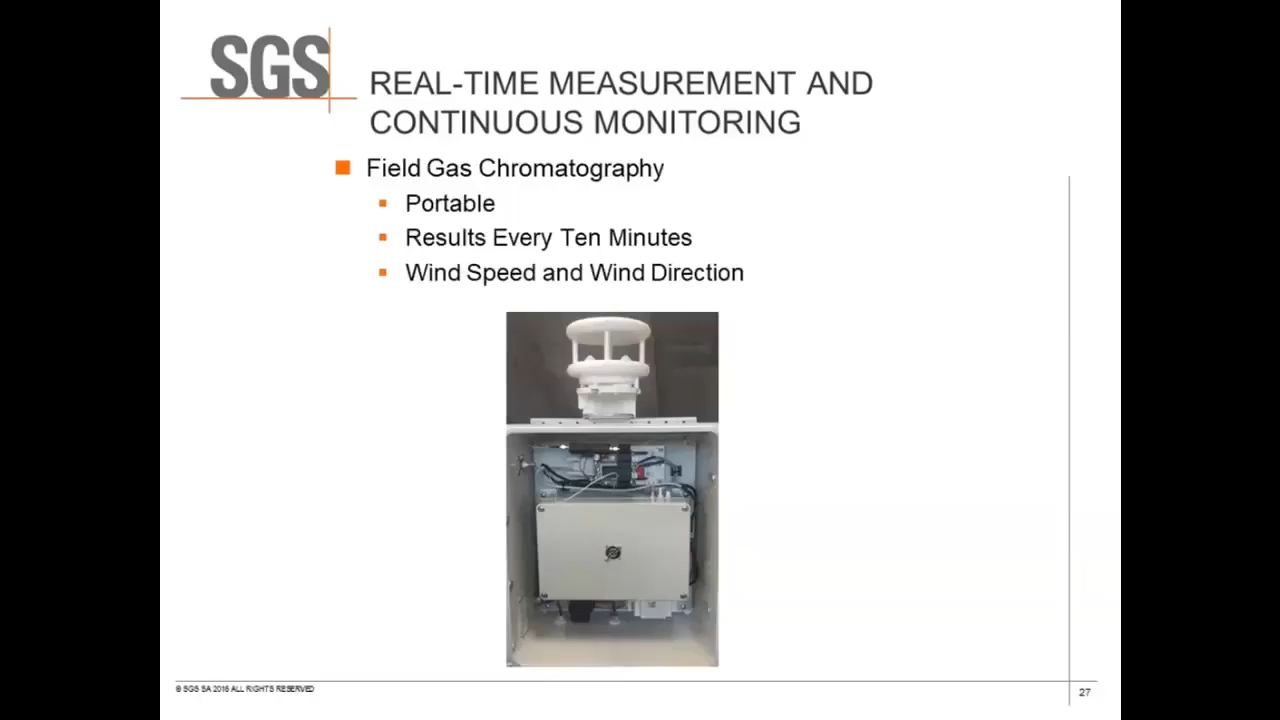 SGS
REAL-TIME MEASUREMENT AND
CONTINUOUS MONITORING
Field Gas Chromatography
Portable
Results Every Ten Minutes
Wind Speed and Wind Direction
© SGS SA 2016 ALL RIGHTS RESERVED
27